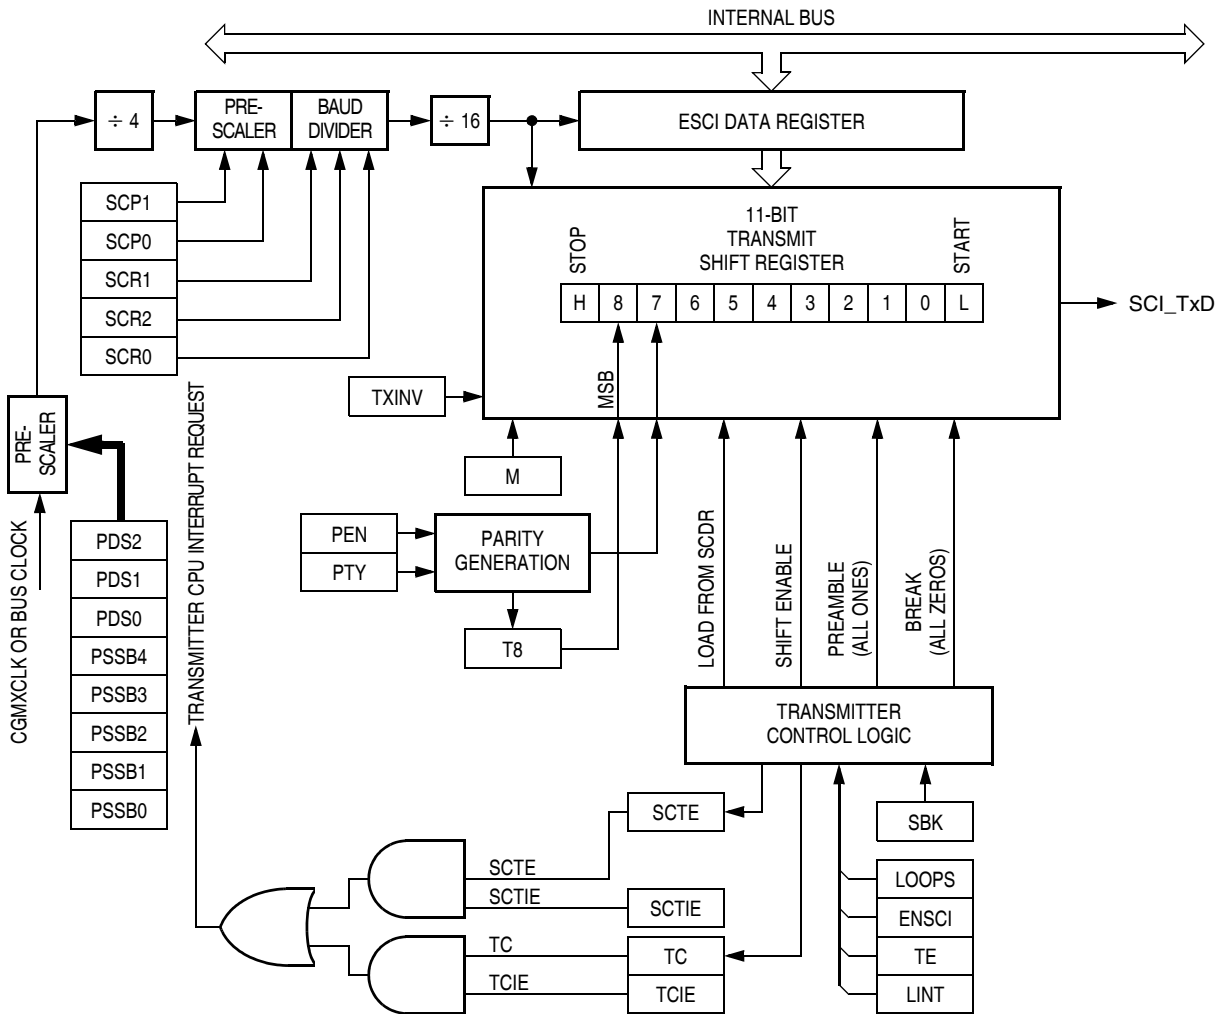 INTERNAL BUS
÷ 4
PRE-
SCALER
BAUD
DIVIDER
÷ 16
ESCI DATA REGISTER
SCP1
SCP0
SCR1
SCR2
SCR0
11-BIT
TRANSMIT
SHIFT REGISTER
STOP
START
H 8 7 6 5 4 3 2 1 0 L
SCI_TxD
TXINV
MSB
M
PRE-
SCALER
CGMXCLK OR BUS CLOCK
TRANSMITTER CPU INTERRUPT REQUEST
PDS2
PDS1
PDS0
PSSB4
PSSB3
PSSB2
PSSB1
PSSB0
PEN
PTY
PARITY
GENERATION
T8
LOAD FROM SCDR
SHIFT ENABLE
PREAMBLE
(ALL ONES)
BREAK
(ALL ZEROS)
TRANSMITTER
CONTROL LOGIC
SCTE
SBK
SCTE
SCTIE
SCTIE
TC
TC
TCIE
TCIE
LOOPS
ENSCI
TE
LINT